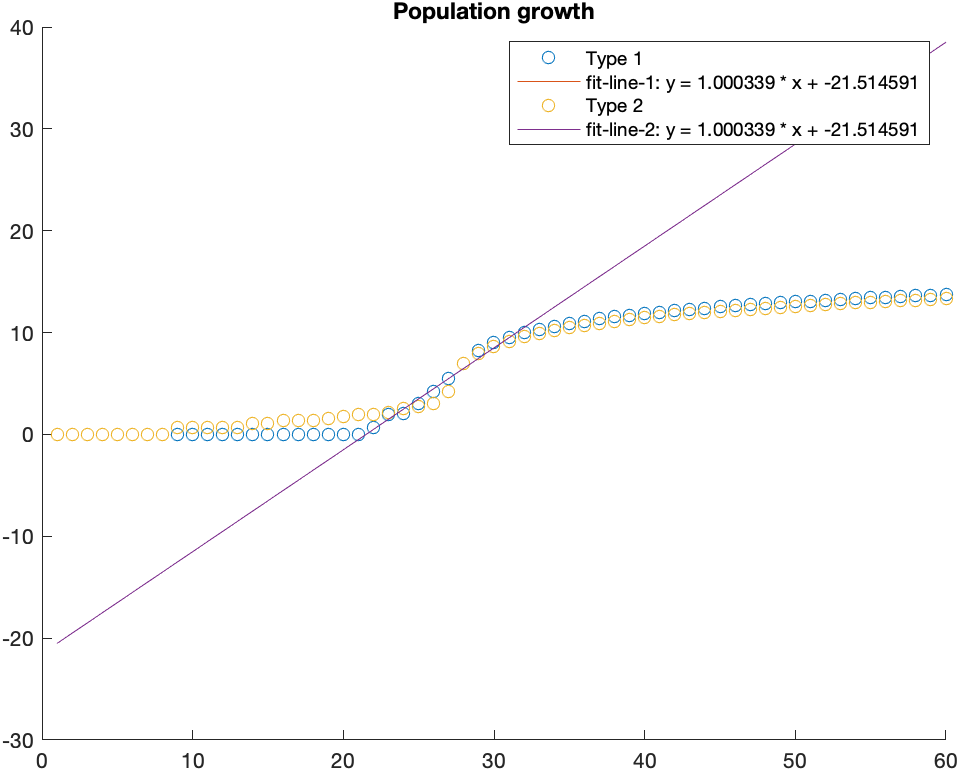 Population growth
40
30
20
10
0
-10
-20
-30
Type 1
fit-line-1: y = 1.000339 * x + -21.514591
Type 2
fit-line-2: y = 1.000339 * x + -21.514591
0 10 20 30 40 50 60